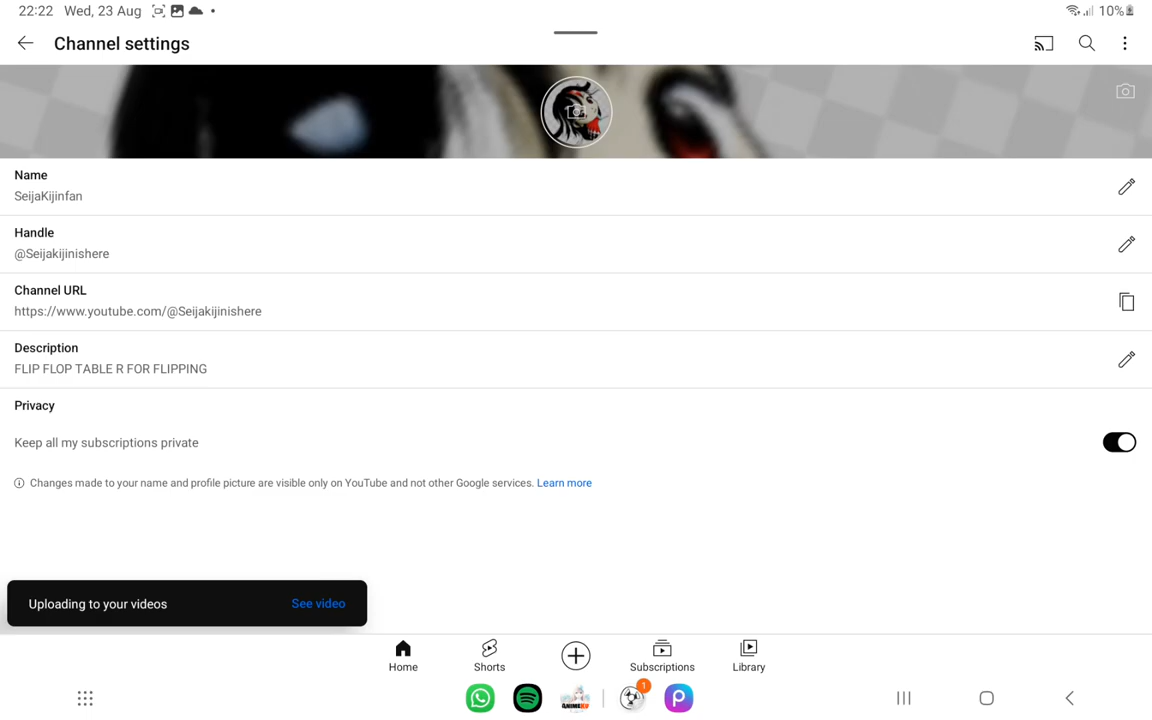 22:22 Wed, 23 Aug
10%
Channel settings
Name
SeijaKijinfan
Handle
@Seijakijinishere
Channel URL
https://www.youtube.com/@Seijakijinishere
Description
FLIP FLOP TABLE R FOR FLIPPING
Privacy
Keep all my subscriptions private
Changes made to your name and profile picture are visible only on YouTube and not other Google services. Learn more
Uploading to your videos See video
Home Shorts Subscriptions Library
1